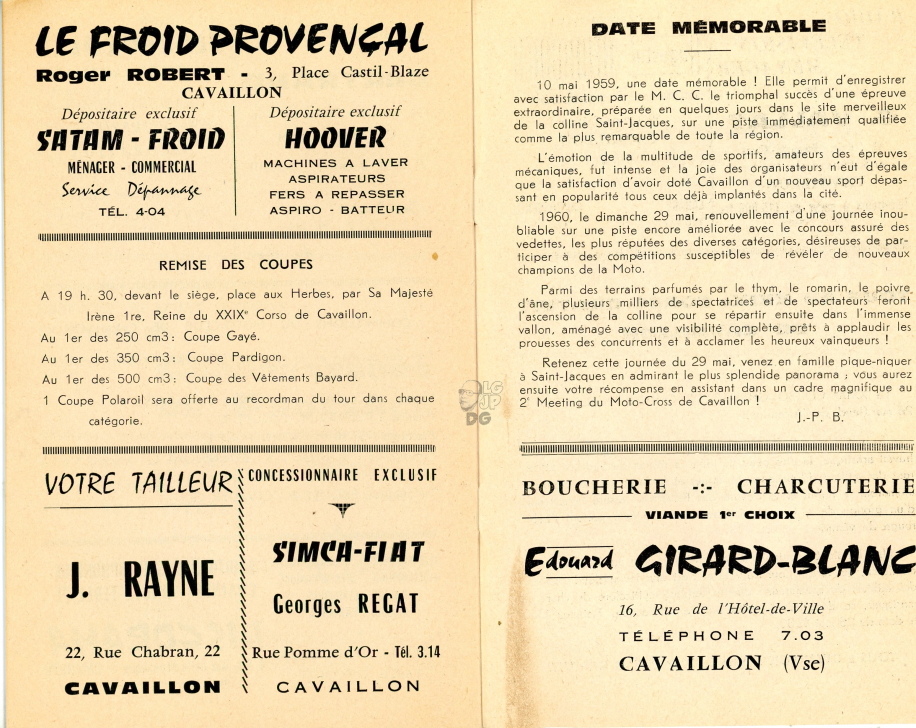 LE FROID PROVENÇAL
Roger ROBERT - 3, Place Castil-Blaze
CAVAILLON
Dépositaire exclusif
SATAM - FROID
MÉNAGER - COMMERCIAL
Service Dépannage
TÉL. 4-04
Dépositaire exclusif
HOOVER
MACHINES A LAVER
ASPIRATEURS
FERS A REPASSER
ASPIRO - BATTEUR
REMISE DES COUPES
A 19 h. 30, devant le siège, place aux Herbes, par Sa Majesté
Irène 1re, Reine du XXIXe Corso de Cavaillon.
Au 1er des 250 cm3 : Coupe Gayé.
Au 1er des 350 cm3 : Coupe Pardigon.
Au 1er des 500 cm3 : Coupe des Vêtements Bayard.
1 Coupe Polaroil sera offerte au recordman du tour dans chaque
catégorie.
VOTRE TAILLEUR
J. RAYNE
22, Rue Chabran, 22
CAVAILLON
CONCESSIONNAIRE EXCLUSIF
SIMCA-FIAT
Georges REGAT
Rue Pomme d'Or - Tél. 3.14
CAVAILLON
DATE MÉMORABLE
10 mai 1959, une date mémorable ! Elle permit d'enregistrer
avec satisfaction par le M. C. C. le triomphal succès d'une épreuve
extraordinaire, préparée en quelques jours dans le site merveilleux
de la colline Saint-Jacques, sur une piste immédiatement qualifiée
comme la plus remarquable de toute la région.
L'émotion de la multitude de sportifs, amateurs des épreuves
mécaniques, fut intense et la joie des organisateurs n'eut d'égale
que la satisfaction d'avoir doté Cavaillon d'un nouveau sport dépas-
sant en popularité tous ceux déjà implantés dans la cité.
1960, le dimanche 29 mai, renouvellement d'une journée inou-
bliable sur une piste encore améliorée avec le concours assuré des
vedettes, les plus réputées des diverses catégories, désireuses de par-
ticiper à des compétitions susceptibles de révéler de nouveaux
champions de la Moto.
Parmi des terrains parfumés par le thym, le romarin, le poivre
d'âne, plusieurs milliers de spectatrices et de spectateurs feront
l'ascension de la colline pour se répartir ensuite dans l'immense
vallon, aménagé avec une visibilité complète, prêts à applaudir les
prouesses des concurrents et à acclamer les heureux vainqueurs !
Retenez cette journée du 29 mai, venez en famille pique-niquer
à Saint-Jacques en admirant le plus splendide panorama ; vous aurez
ensuite votre récompense en assistant dans un cadre magnifique au
2e Meeting du Moto-Cross de Cavaillon !
J.-P. B.
BOUCHERIE -:- CHARCUTERIE
VIANDE 1er CHOIX
Edouard GIRARD-BLANC
16, Rue de l'Hôtel-de-Ville
TÉLÉPHONE 7.03
CAVAILLON (Vse)
LG
JP
DG